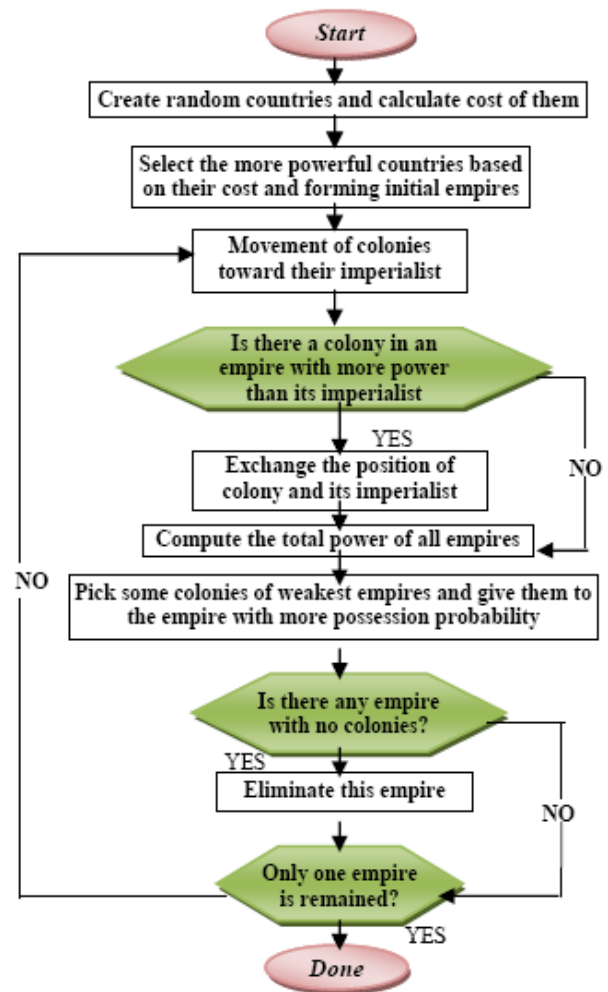 Start
Create random countries and calculate cost of them
Select the more powerful countries based
on their cost and forming initial empires
Movement of colonies
toward their imperialist
Is there a colony in an
empire with more power
than its imperialist
YES
NO
Exchange the position of
colony and its imperialist
Compute the total power of all empires
NO
Pick some colonies of weakest empires and give them to
the empire with more possession probability
Is there any empire
with no colonies?
YES
Eliminate this empire
NO
Only one empire
is remained?
YES
Done